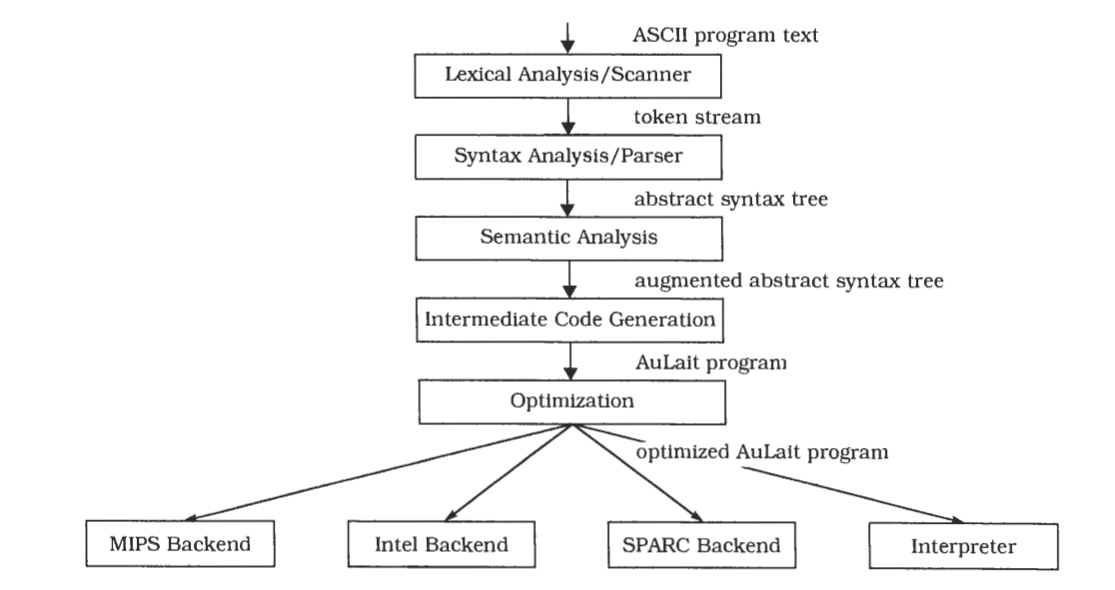 ASCII program text
Lexical Analysis/Scanner
token stream
Syntax Analysis/Parser
abstract syntax tree
Semantic Analysis
augmented abstract syntax tree
Intermediate Code Generation
AuLait program
Optimization
optimized AuLait program
MIPS Backend
Intel Backend
SPARC Backend
Interpreter